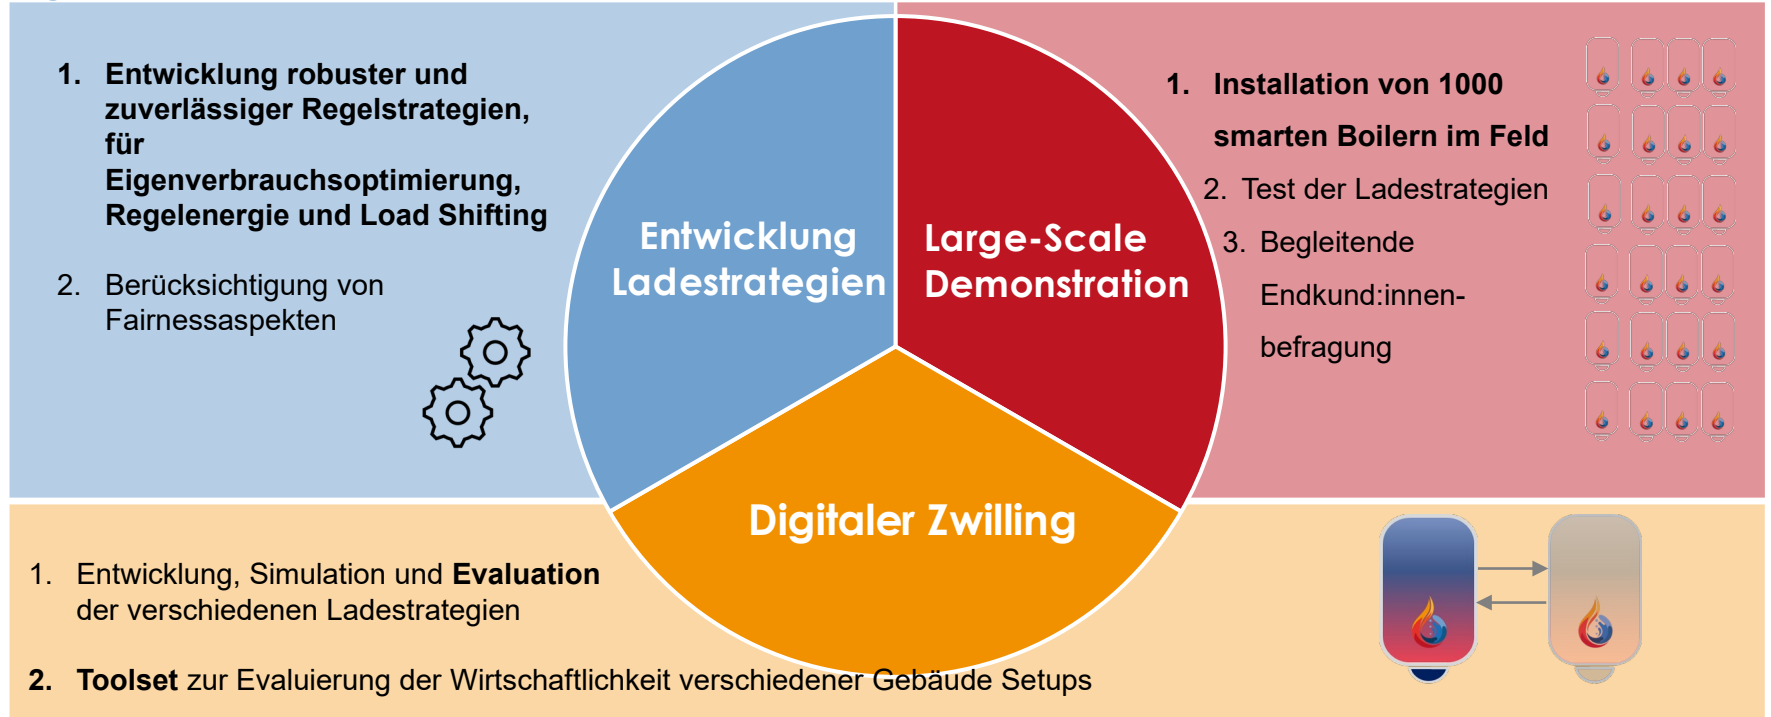 1. Entwicklung robuster und
zuverlässiger Regelstrategien,
für
Eigenverbrauchsoptimierung,
Regelenergie und Load Shifting
2. Berücksichtigung von
Fairnessaspekten
Entwicklung
Ladestrategien
Large-Scale
Demonstration
1. Installation von 1000
smarten Boilern im Feld
2. Test der Ladestrategien
3. Begleitende
Endkund:innen-
befragung
Digitaler Zwilling
1. Entwicklung, Simulation und Evaluation
der verschiedenen Ladestrategien
2. Toolset zur Evaluierung der Wirtschaftlichkeit verschiedener Gebäude Setups